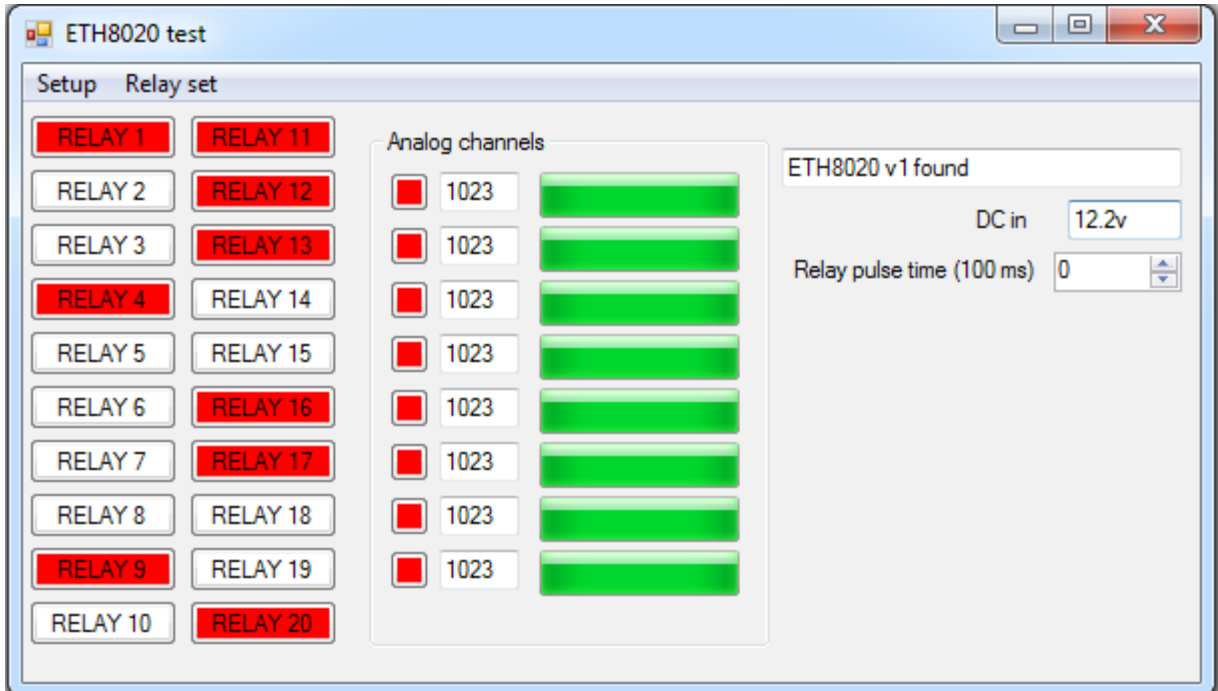 ETH8020 test
Setup Relay set
RELAY 1 RELAY 11
RELAY 2 RELAY 12
RELAY 3 RELAY 13
RELAY 4 RELAY 14
RELAY 5 RELAY 15
RELAY 6 RELAY 16
RELAY 7 RELAY 17
RELAY 8 RELAY 18
RELAY 9 RELAY 19
RELAY 10 RELAY 20
Analog channels
1023
1023
1023
1023
1023
1023
1023
1023
ETH8020 v1 found
DC in 12.2v
Relay pulse time (100 ms) 0